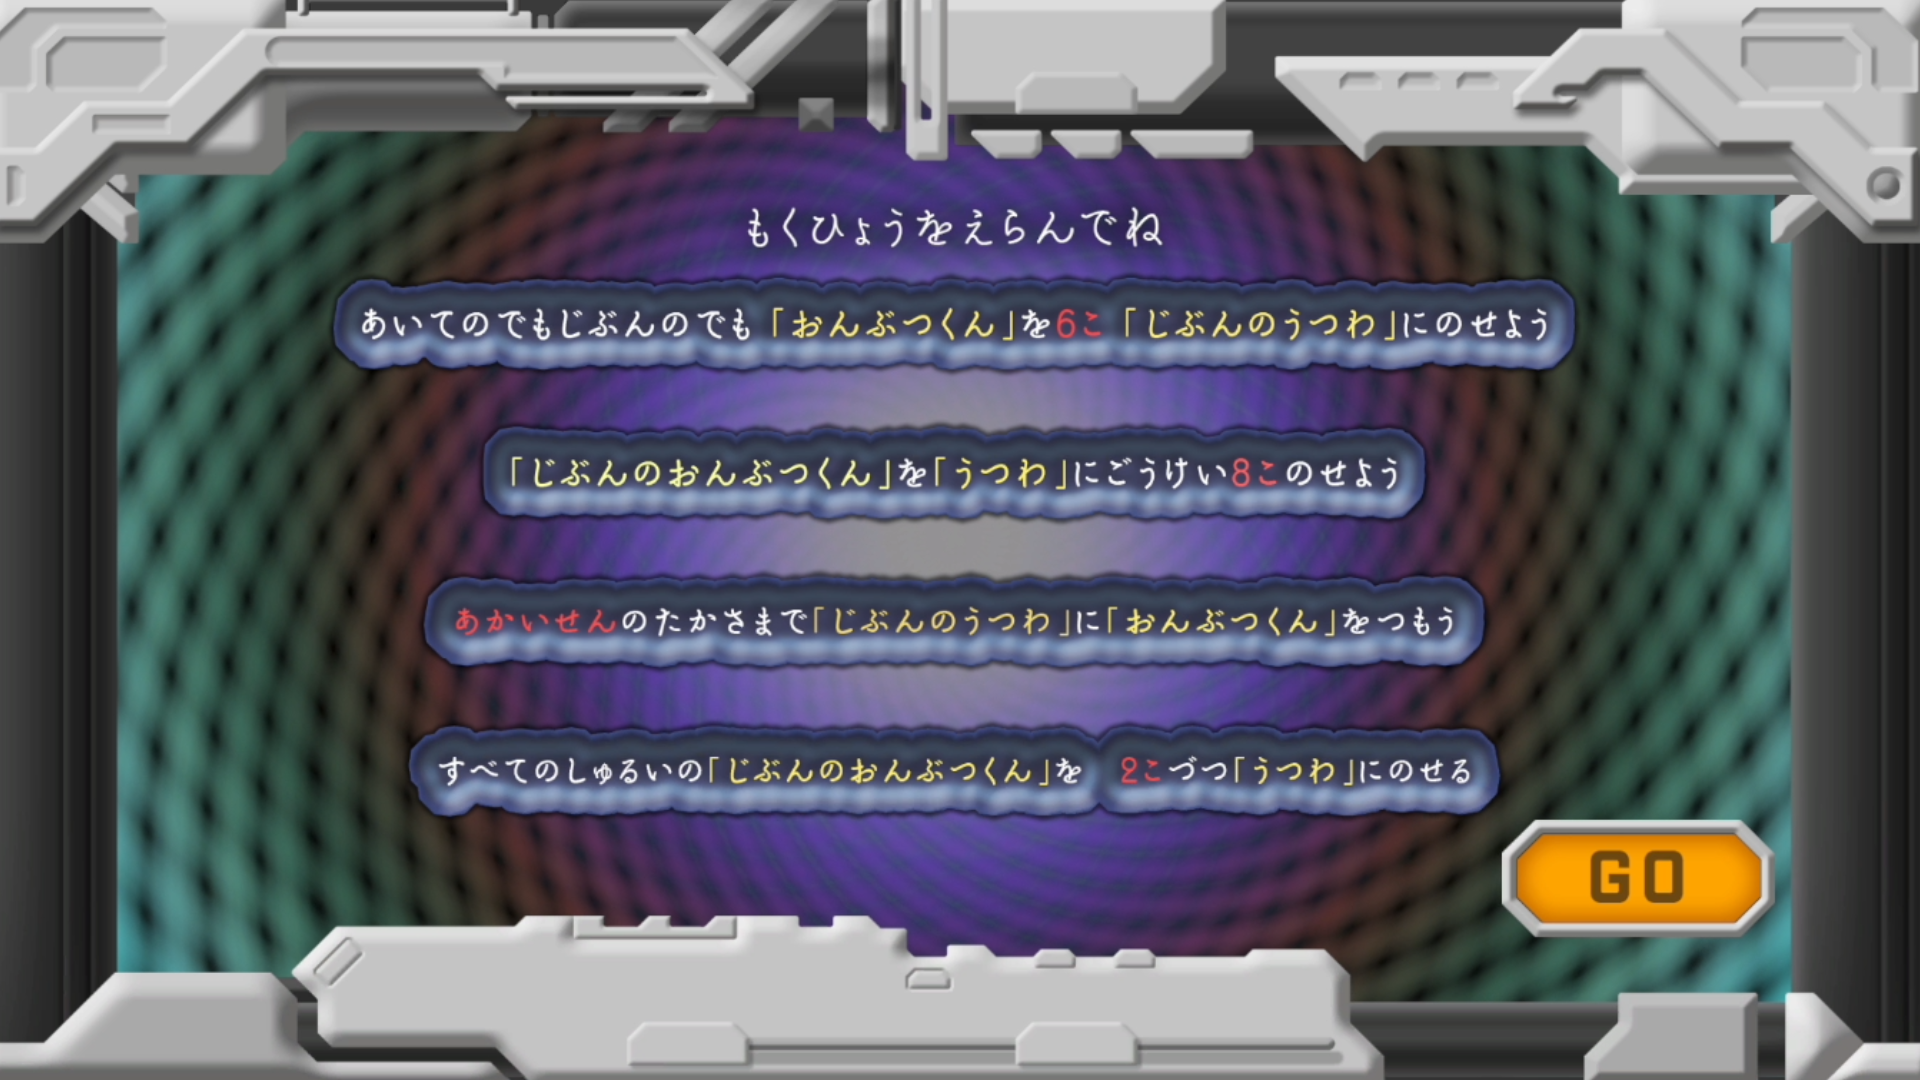 もくひょうをえらんでね
あいてのでもじぶんのでも「おんぶつくん」を6こ「じぶんのうつわ」にのせよう
「じぶんのおんぶつくん」を「うつわ」にごうけい8このせよう
あかいせんのたかさまで「じぶんのうつわ」に「おんぶつくん」をつもう
すべてのしゅるいの「じぶんのおんぶつくん」を 2こづつ「うつわ」にのせる
GO